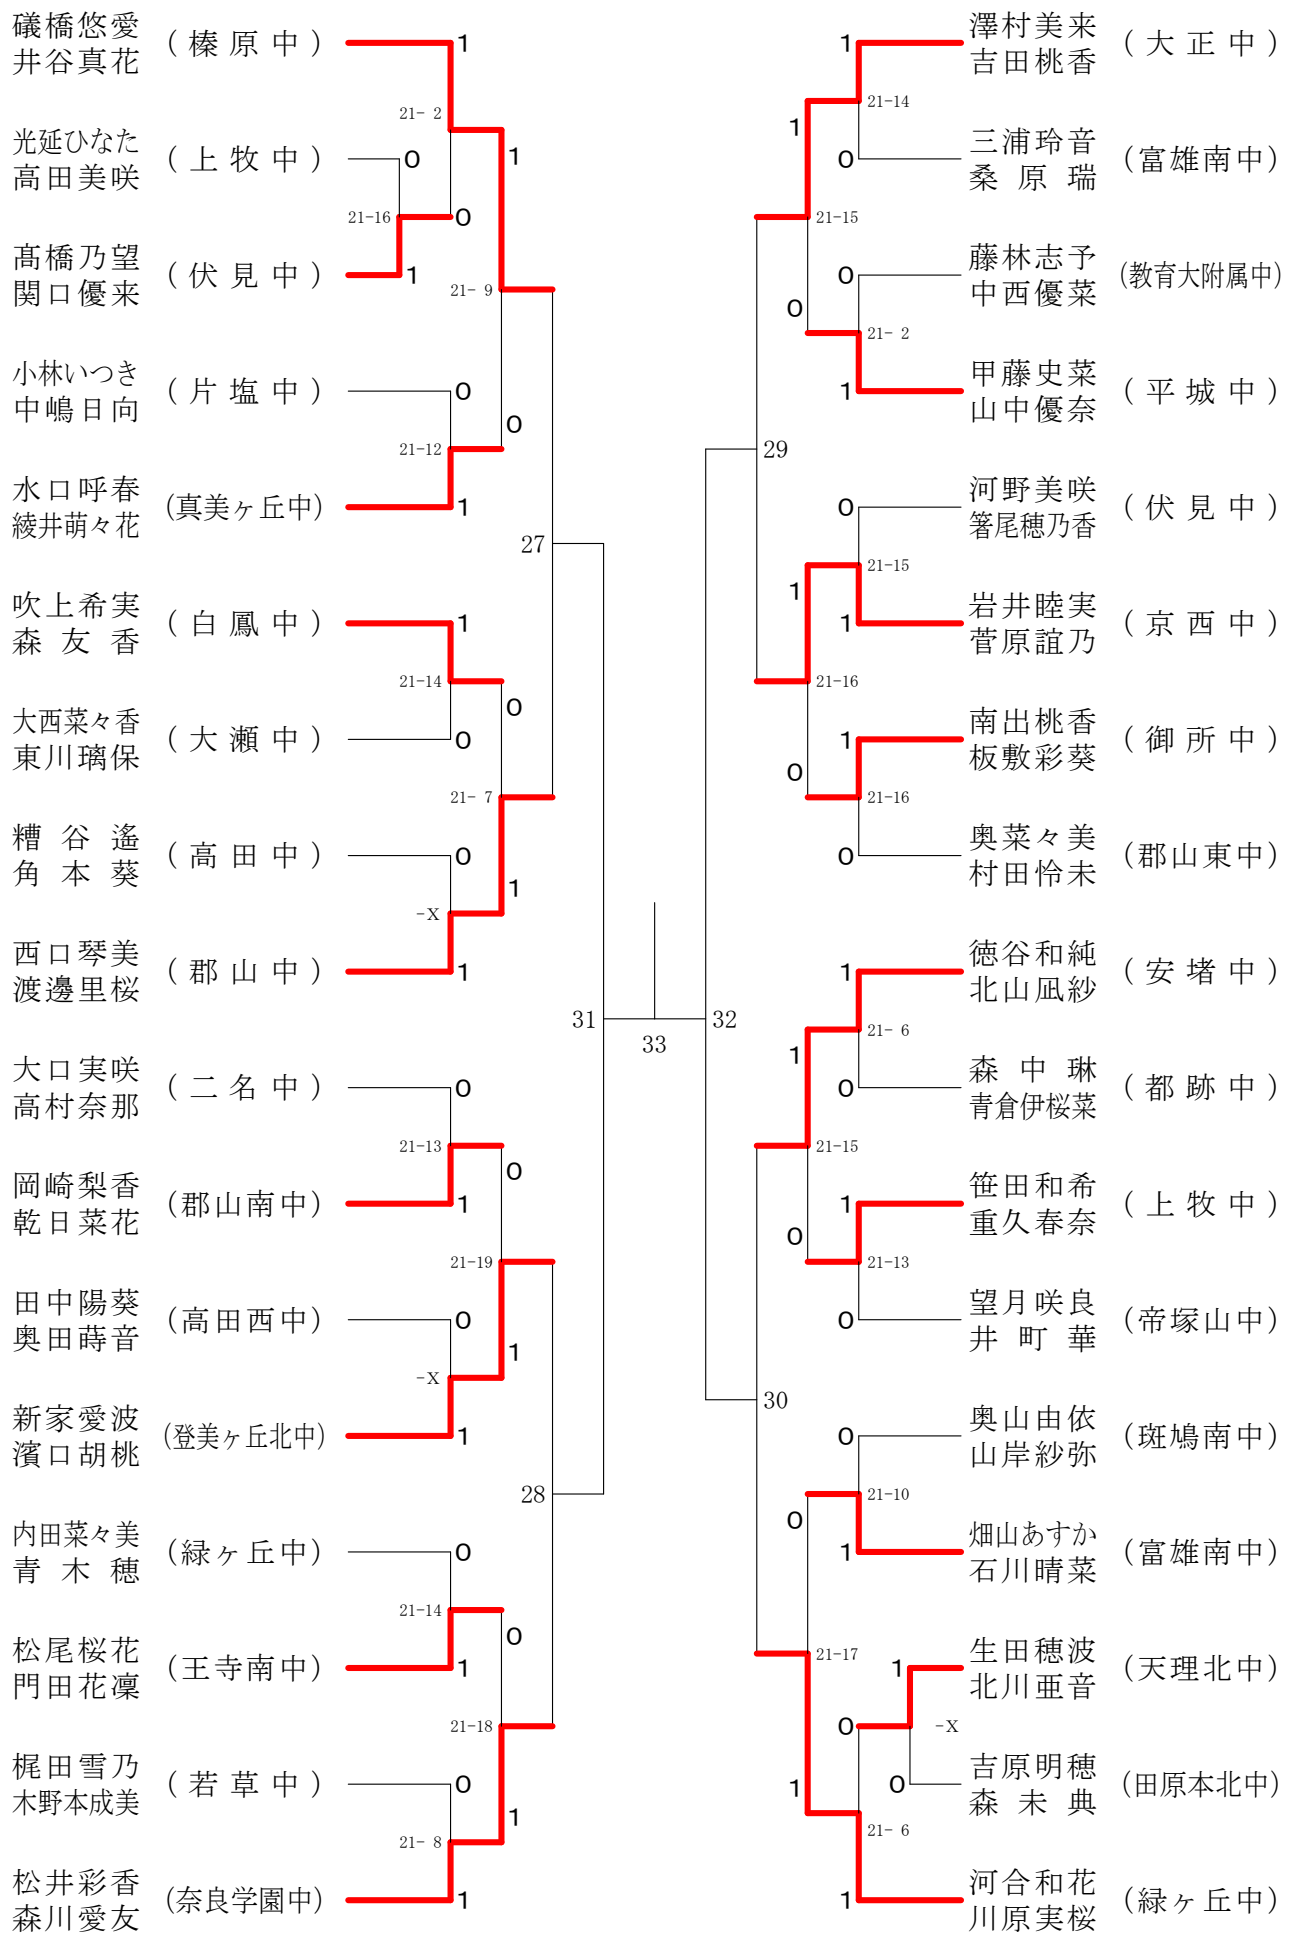 礒橋悠愛
井谷真花
(榛原中)
1
21- 2
光延ひなた
高田美咲
(上牧中)
0
1
21-16
0
髙橋乃望
関口優来
(伏見中)
1
21- 9
小林いつき
中嶋日向
(片塩中)
0
0
21-12
水口呼春
綾井萌々花
(真美ヶ丘中)
1
27
吹上希実
森友香
(白鳳中)
1
21-14
0
大西菜々香
東川璃保
(大瀬中)
0
21- 7
糟谷遙
角本葵
(高田中)
0
1
-X
西口琴美
渡邊里桜
(郡山中)
1
31
33
32
大口実咲
高村奈那
(二名中)
0
21-13
0
岡崎梨香
乾日菜花
(郡山南中)
1
21-19
田中陽葵
奥田蒔音
(高田西中)
0
1
-X
新家愛波
濱口胡桃
(登美ヶ丘北中)
1
28
内田菜々美
青木穂
(緑ヶ丘中)
0
21-14
0
松尾桜花
門田花凜
(王寺南中)
1
21-18
梶田雪乃
木野本成美
(若草中)
0
1
21- 8
松井彩香
森川愛友
(奈良学園中)
1
1
澤村美来
吉田桃香
(大正中)
21-14
1
0
三浦玲音
桑原瑞
(富雄南中)
21-15
0
藤林志予
中西優菜
(教育大附属中)
0
21- 2
1
甲藤史菜
山中優奈
(平城中)
29
0
河野美咲
箸尾穂乃香
(伏見中)
21-15
1
1
岩井睦実
菅原誼乃
(京西中)
21-16
1
南出桃香
板敷彩葵
(御所中)
0
21-16
0
奥菜々美
村田怜未
(郡山東中)
1
徳谷和純
北山凪紗
(安堵中)
21- 6
1
0
森中琳
青倉伊桜菜
(都跡中)
21-15
1
笹田和希
重久春奈
(上牧中)
0
21-13
0
望月咲良
井町華
(帝塚山中)
30
0
奥山由依
山岸紗弥
(斑鳩南中)
21-10
0
1
畑山あすか
石川晴菜
(富雄南中)
21-17
1
生田穂波
北川亜音
(天理北中)
0
-X
0
吉原明穂
森未典
(田原本北中)
1
21- 6
1
河合和花
川原実桜
(緑ヶ丘中)